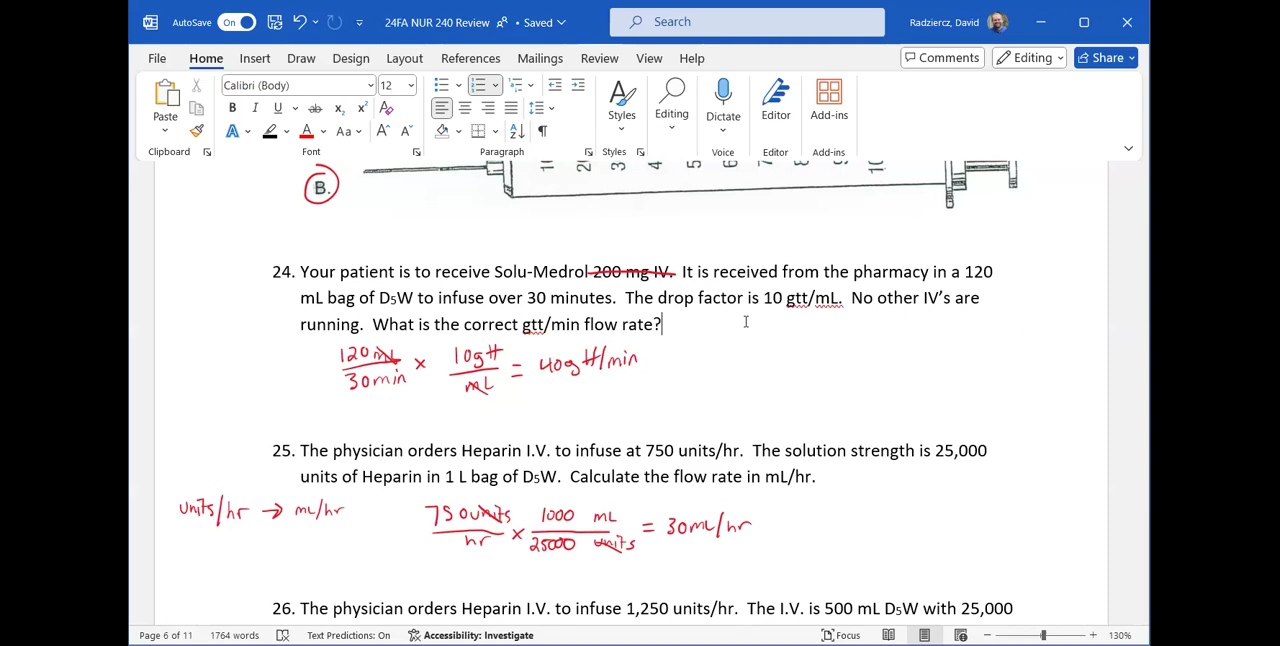 AutoSave On 24FA NUR 240 Review • Saved Search Radziercz, David
File Home Insert Draw Design Layout References Mailings Review View Help Comments Editing Share
Calibri (Body) 12
Paste Styles Editing Dictate Editor Add-ins
B I U ab x₂ x² A
A A Aa A A
Clipboard Font Paragraph Styles Voice Editor Add-ins
B.
24. Your patient is to receive Solu-Medrol 200 mg IV. It is received from the pharmacy in a 120
mL bag of D5W to infuse over 30 minutes. The drop factor is 10 gtt/mL. No other IV's are
running. What is the correct gtt/min flow rate?
120 mL / 30 min × 10 gtt / mL = 40 gtt/min
25. The physician orders Heparin I.V. to infuse at 750 units/hr. The solution strength is 25,000
units of Heparin in 1 L bag of D5W. Calculate the flow rate in mL/hr.
units/hr → mL/hr 750 units / hr × 1000 mL / 25000 units = 30 mL/hr
26. The physician orders Heparin I.V. to infuse 1,250 units/hr. The I.V. is 500 mL D5W with 25,000
Page 6 of 11 1764 words Text Predictions: On Accessibility: Investigate Focus 130%